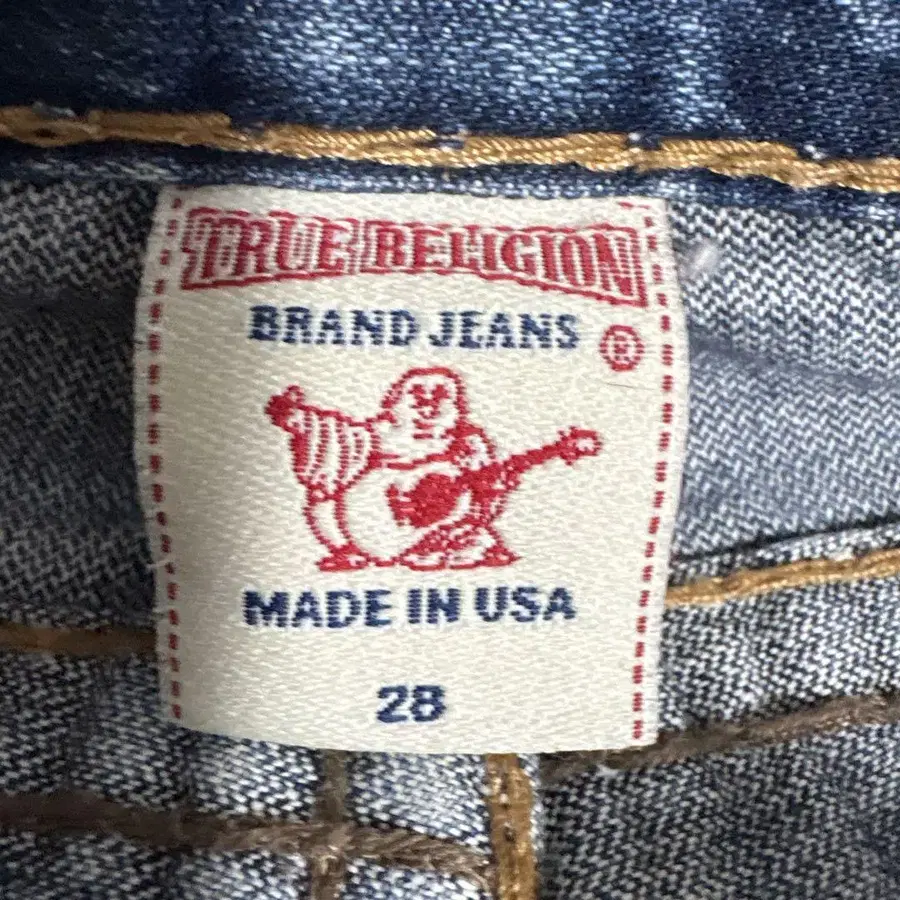 TRUE RELIGION
BRAND JEANS ®
MADE IN USA
28